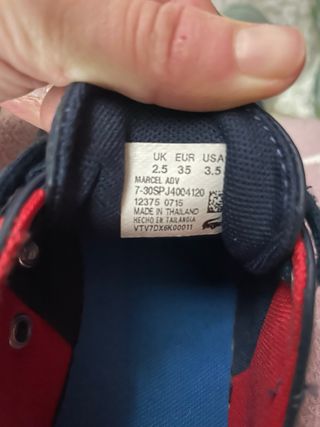 UK EUR USA
2.5 35 3.5
MARCEL ADV
7-30SPJ4004120
12375 0715
MADE IN THAILAND
HECHO EN TAILANDIA
VTV7DX6K00011